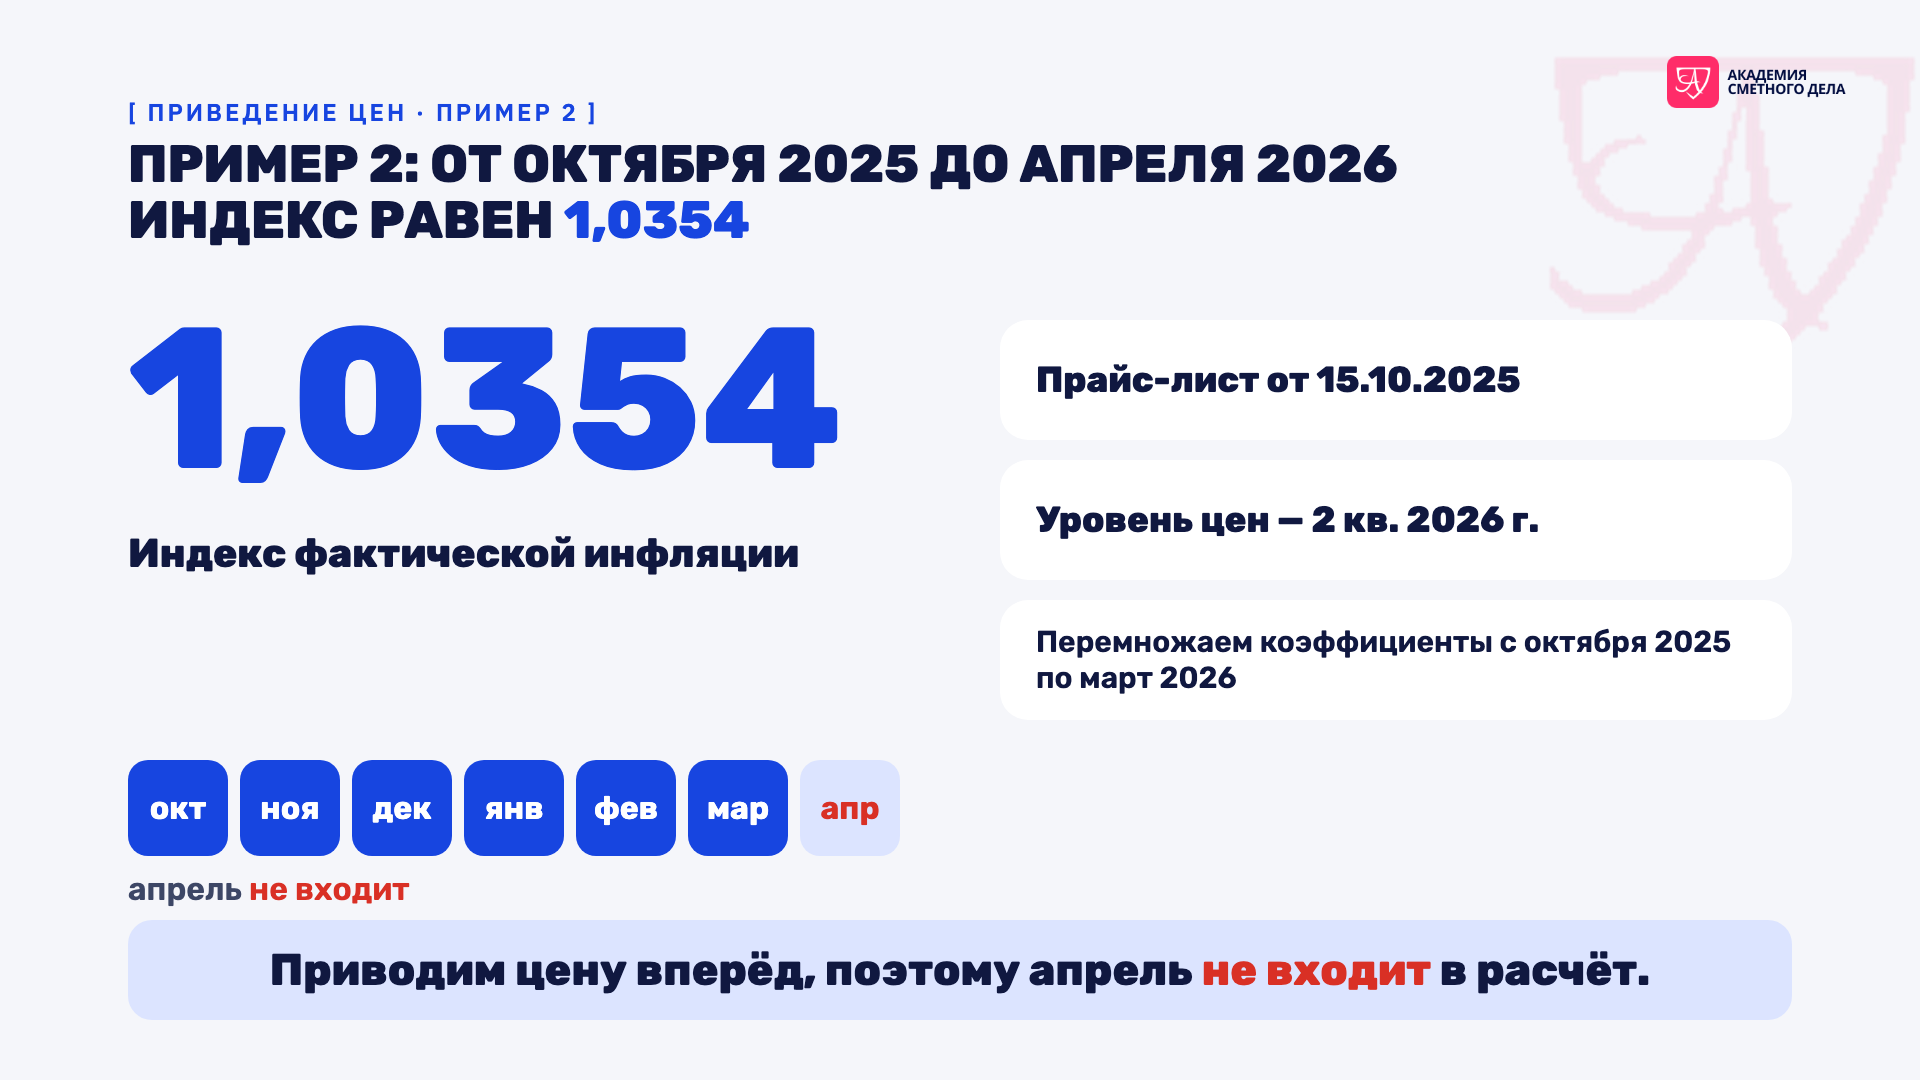 АКАДЕМИЯ
СМЕТНОГО ДЕЛА
[ ПРИВЕДЕНИЕ ЦЕН · ПРИМЕР 2 ]
ПРИМЕР 2: ОТ ОКТЯБРЯ 2025 ДО АПРЕЛЯ 2026
ИНДЕКС РАВЕН 1,0354
1,0354
Индекс фактической инфляции
Прайс-лист от 15.10.2025
Уровень цен — 2 кв. 2026 г.
Перемножаем коэффициенты с октября 2025
по март 2026
окт ноя дек янв фев мар апр
апрель не входит
Приводим цену вперёд, поэтому апрель не входит в расчёт.